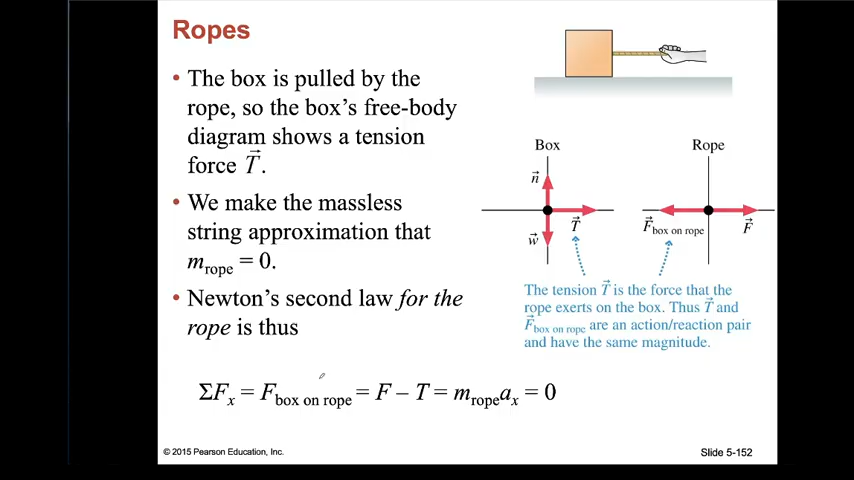 Ropes
• The box is pulled by the
rope, so the box's free-body
diagram shows a tension
force T⃗.
• We make the massless
string approximation that
m_rope = 0.
• Newton's second law for the
rope is thus
ΣF_x = F_box on rope = F – T = m_rope a_x = 0
Box
n⃗
T⃗
w⃗
Rope
F⃗_box on rope
F⃗
The tension T⃗ is the force that the
rope exerts on the box. Thus T⃗ and
F⃗_box on rope are an action/reaction pair
and have the same magnitude.
© 2015 Pearson Education, Inc.
Slide 5-152